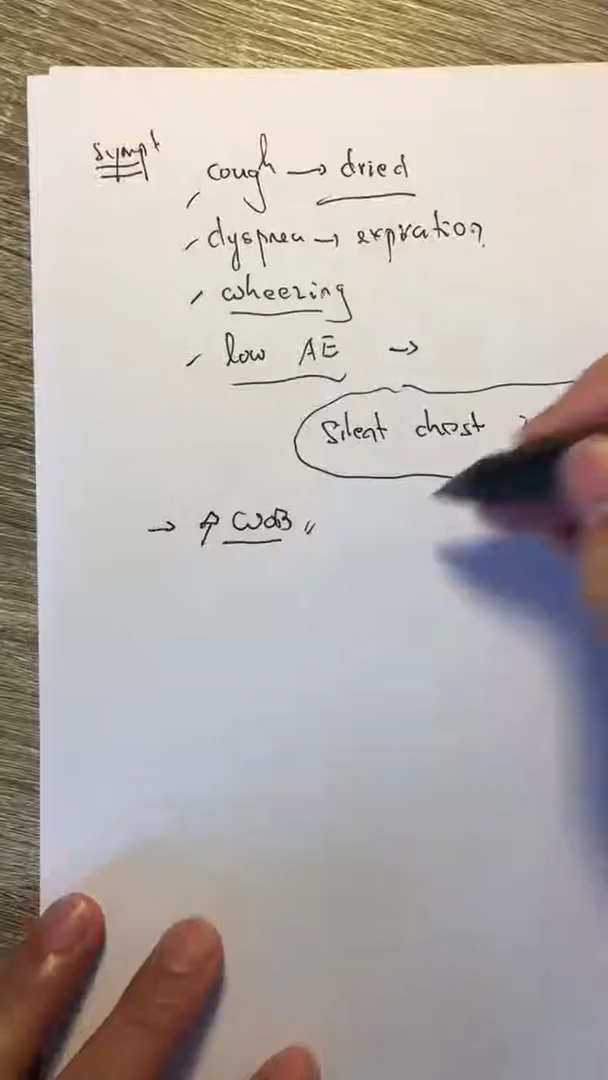 Sympt
cough → dried
dyspnea → expiration
wheezing
low AE →
Silent chest
→ ↑ WOB